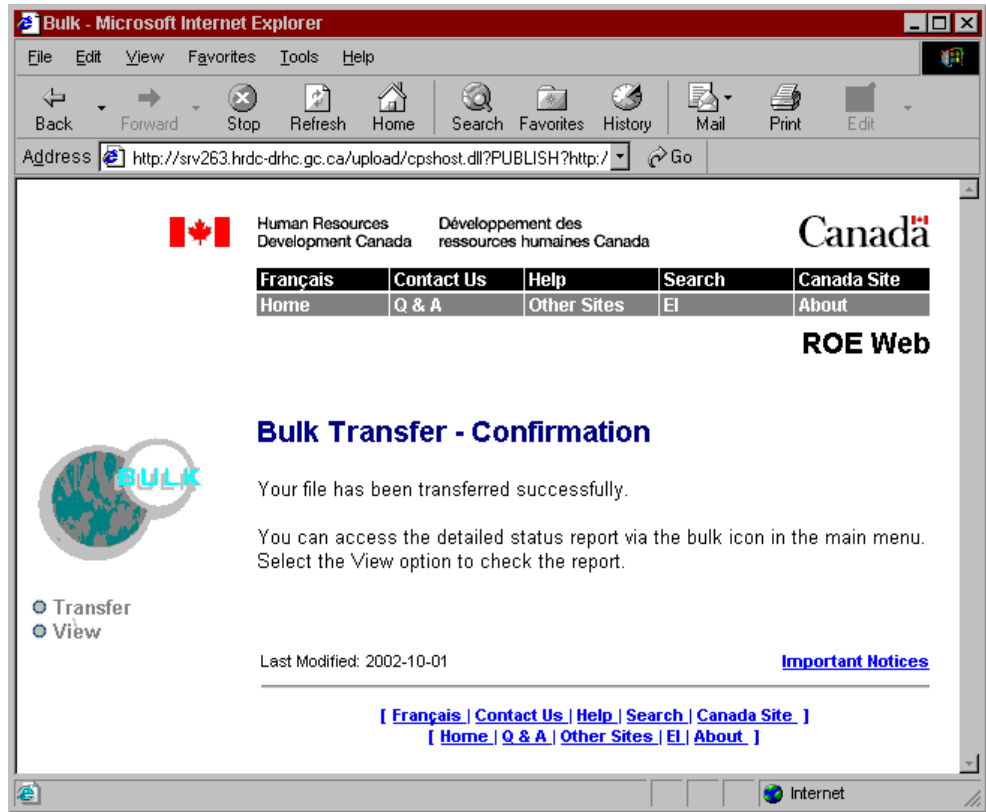 Bulk - Microsoft Internet Explorer
File Edit View Favorites Tools Help
Back Forward Stop Refresh Home Search Favorites History Mail Print Edit
Address http://srv263.hrdc-drhc.gc.ca/upload/cpshost.dll?PUBLISH?http:/ Go
Human Resources Développement des
Development Canada ressources humaines Canada
Canada
Français Contact Us Help Search Canada Site
Home Q & A Other Sites EI About
ROE Web
Bulk Transfer - Confirmation
BULK
Your file has been transferred successfully.
You can access the detailed status report via the bulk icon in the main menu.
Select the View option to check the report.
Transfer
View
Last Modified: 2002-10-01 Important Notices
[ Français | Contact Us | Help | Search | Canada Site ]
[ Home | Q & A | Other Sites | EI | About ]
Internet